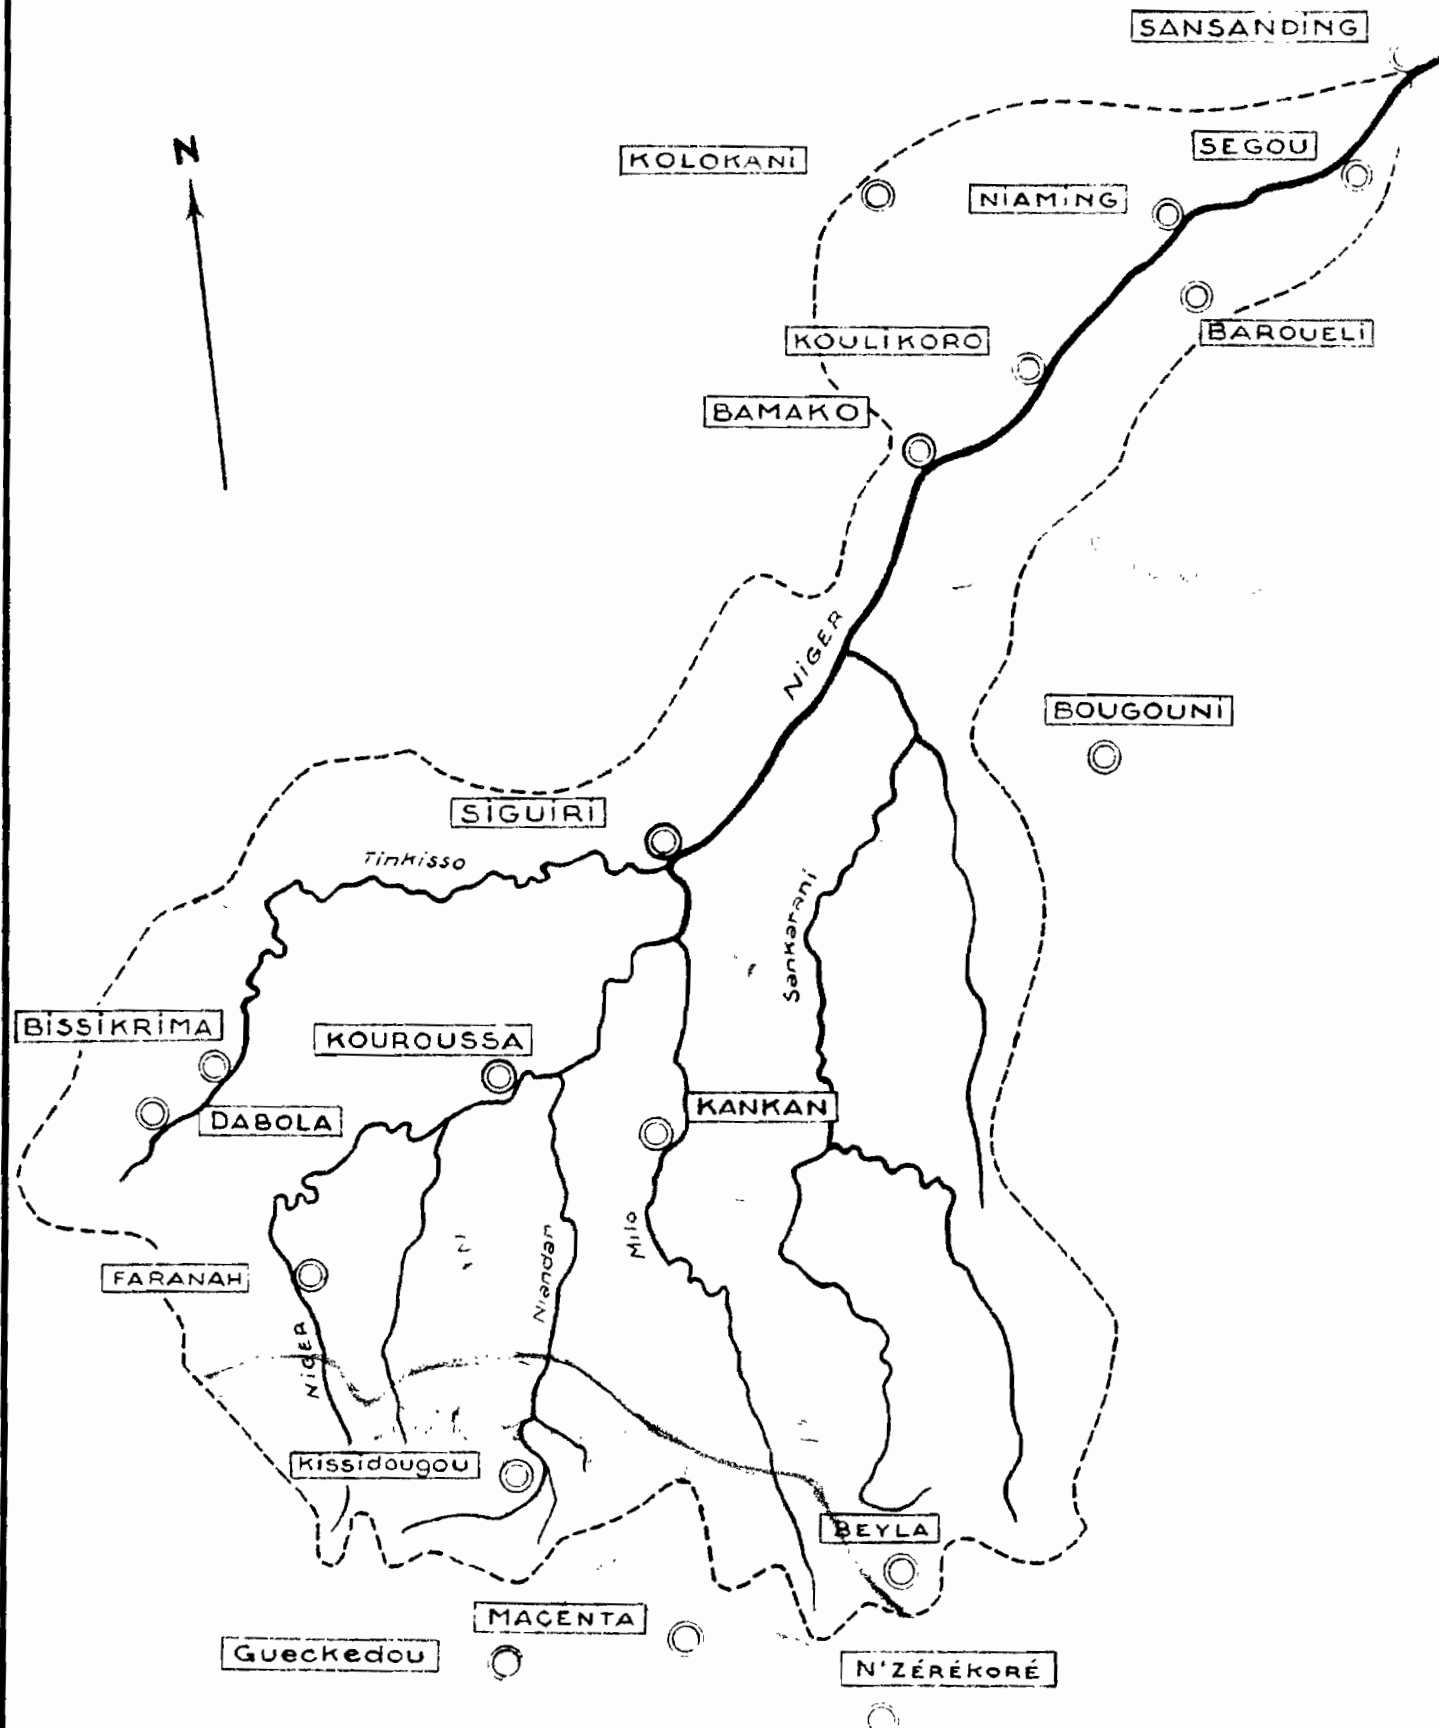 SANSANDING
N
SEGOU
KOLOKANI
NIAMING
BAROUELI
KOULIKORO
BAMAKO
NIGER
BOUGOUNI
SIGUIRI
Tinkisso
Sankarani
BISSIKRIMA
KOUROUSSA
KANKAN
DABOLA
Milo
Niandan
FARANAH
NIGER
Kissidougou
BEYLA
MAÇENTA
Gueckedou
N'ZÉRÉKORÉ